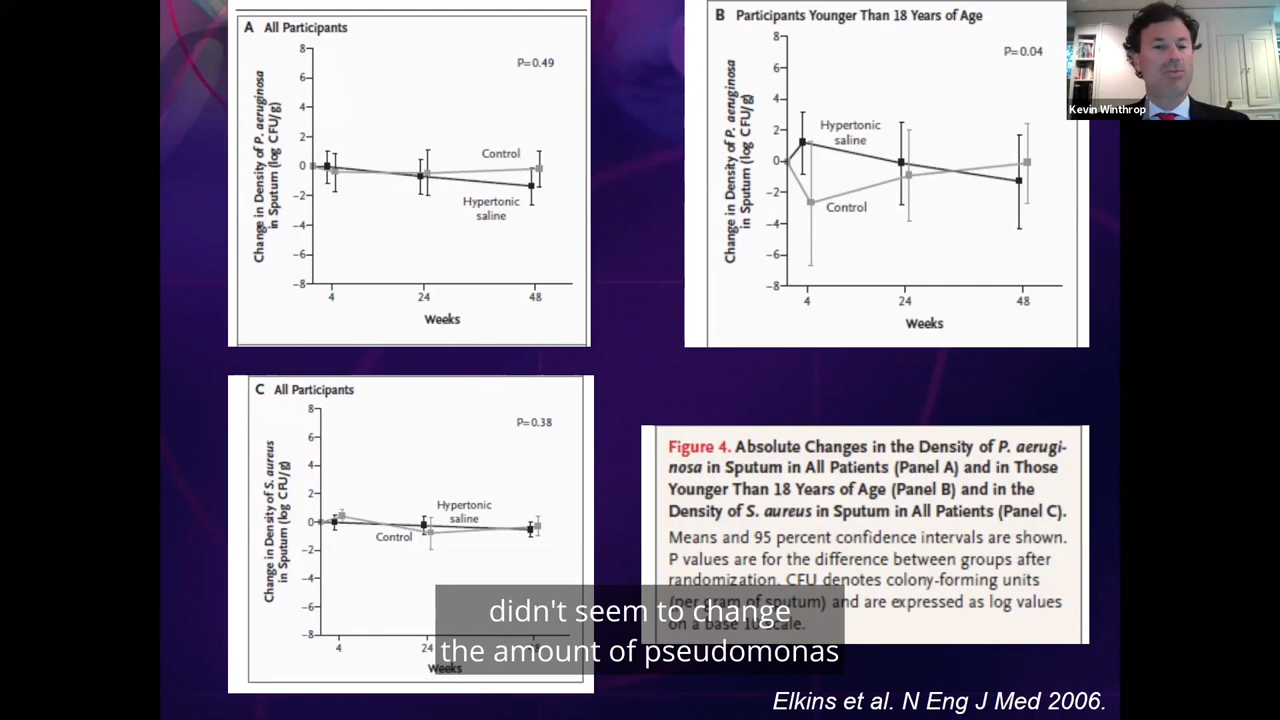 A All Participants
8
6
4
2
0
−2
−4
−6
−8
P=0.49
Control
Hypertonic
saline
Change in Density of P. aeruginosa
in Sputum (log CFU/g)
4
24
48
Weeks
B Participants Younger Than 18 Years of Age
8
6
4
2
0
−2
−4
−6
−8
P=0.04
Hypertonic
saline
Control
Change in Density of P. aeruginosa
in Sputum (log CFU/g)
4
24
48
Weeks
Kevin Winthrop
C All Participants
8
6
4
2
0
−2
−4
−6
−8
P=0.38
Hypertonic
saline
Control
Change in Density of S. aureus
in Sputum (log CFU/g)
4
24
Weeks
Figure 4. Absolute Changes in the Density of P. aerugi-
nosa in Sputum in All Patients (Panel A) and in Those
Younger Than 18 Years of Age (Panel B) and in the
Density of S. aureus in Sputum in All Patients (Panel C).
Means and 95 percent confidence intervals are shown.
P values are for the difference between groups after
randomization. CFU denotes colony-forming units
(per gram of sputum) and are expressed as log values
on a base 10 scale.
didn't seem to change
the amount of pseudomonas
Elkins et al. N Eng J Med 2006.